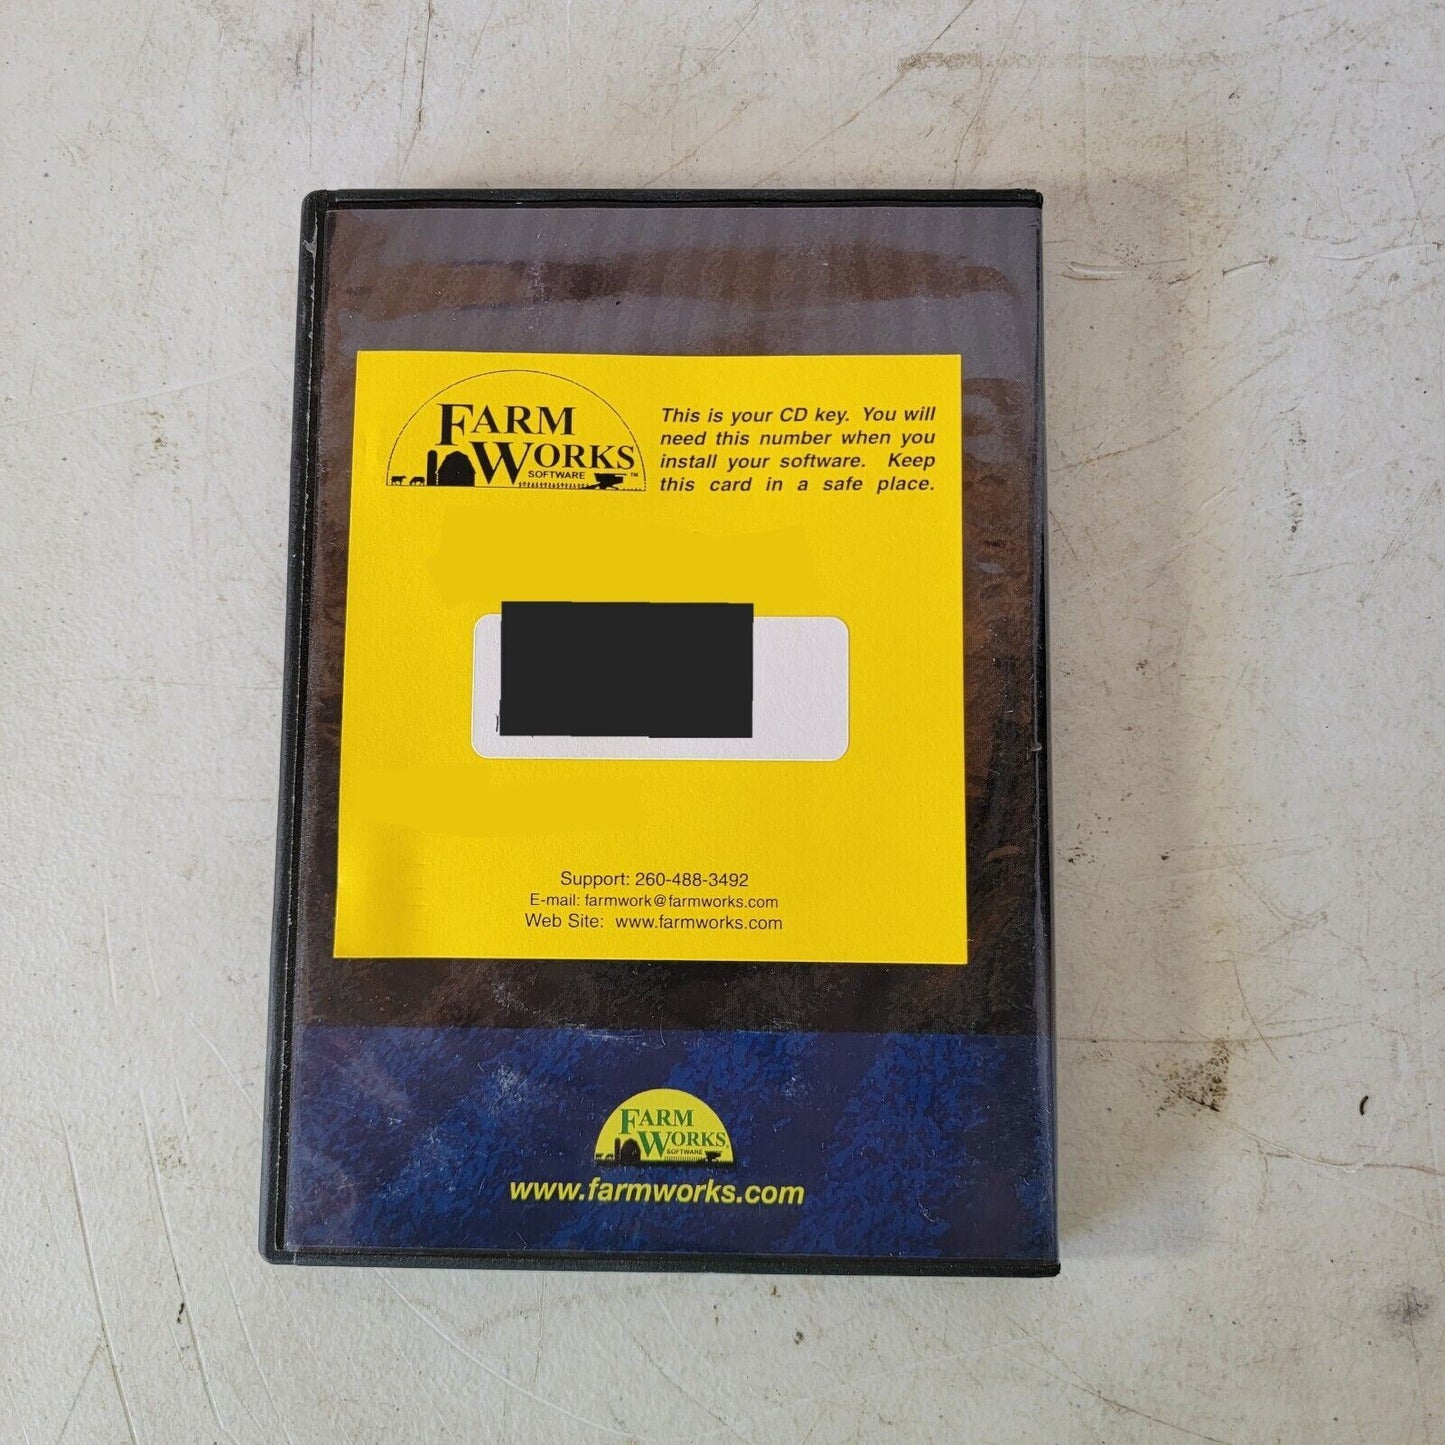 FARM
WORKS
SOFTWARE ™
This is your CD key. You will
need this number when you
install your software. Keep
this card in a safe place.
Support: 260-488-3492
E-mail: farmwork@farmworks.com
Web Site: www.farmworks.com
FARM
WORKS
SOFTWARE
www.farmworks.com